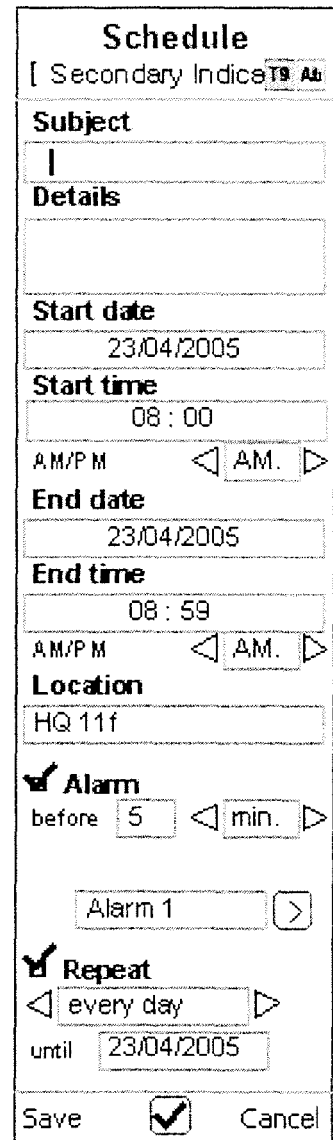 Schedule
[ Secondary Indica T9 Ab
Subject
Details
Start date
23/04/2005
Start time
08 : 00
AM/PM AM.
End date
23/04/2005
End time
08 : 59
AM/PM AM.
Location
HQ 11f
Alarm
before 5 min.
Alarm 1
Repeat
every day
until 23/04/2005
Save Cancel